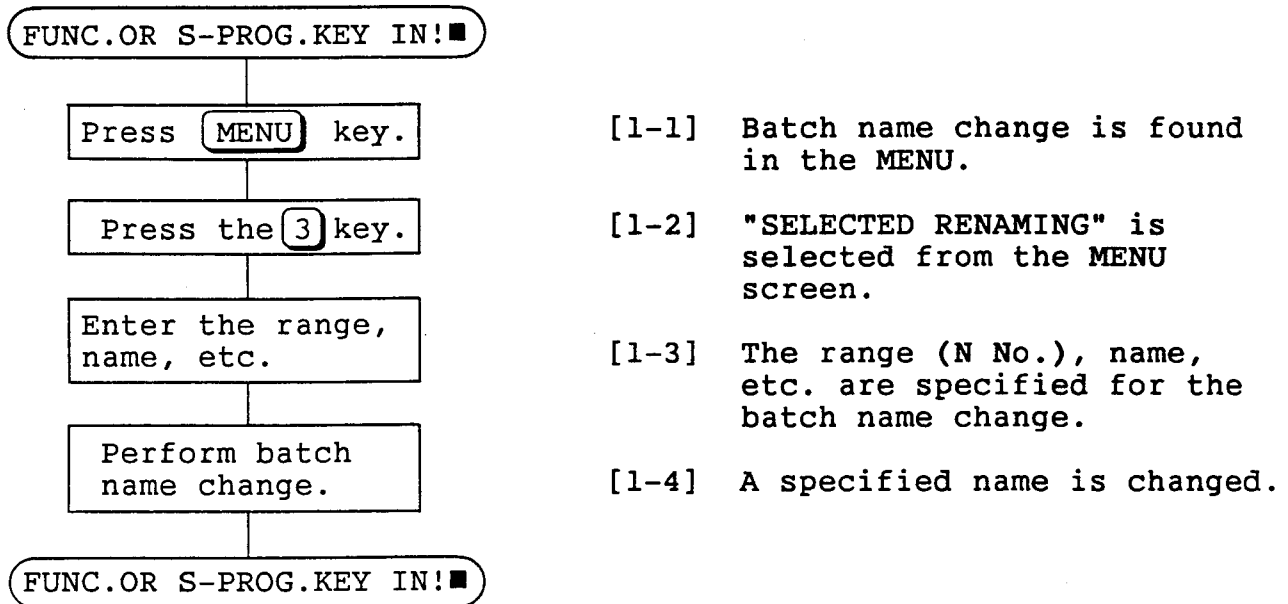 FUNC.OR S-PROG.KEY IN!■
Press MENU key.
[1-1] Batch name change is found
in the MENU.
Press the 3 key.
[1-2] "SELECTED RENAMING" is
selected from the MENU
screen.
Enter the range,
name, etc.
[1-3] The range (N No.), name,
etc. are specified for the
batch name change.
Perform batch
name change.
[1-4] A specified name is changed.
FUNC.OR S-PROG.KEY IN!■